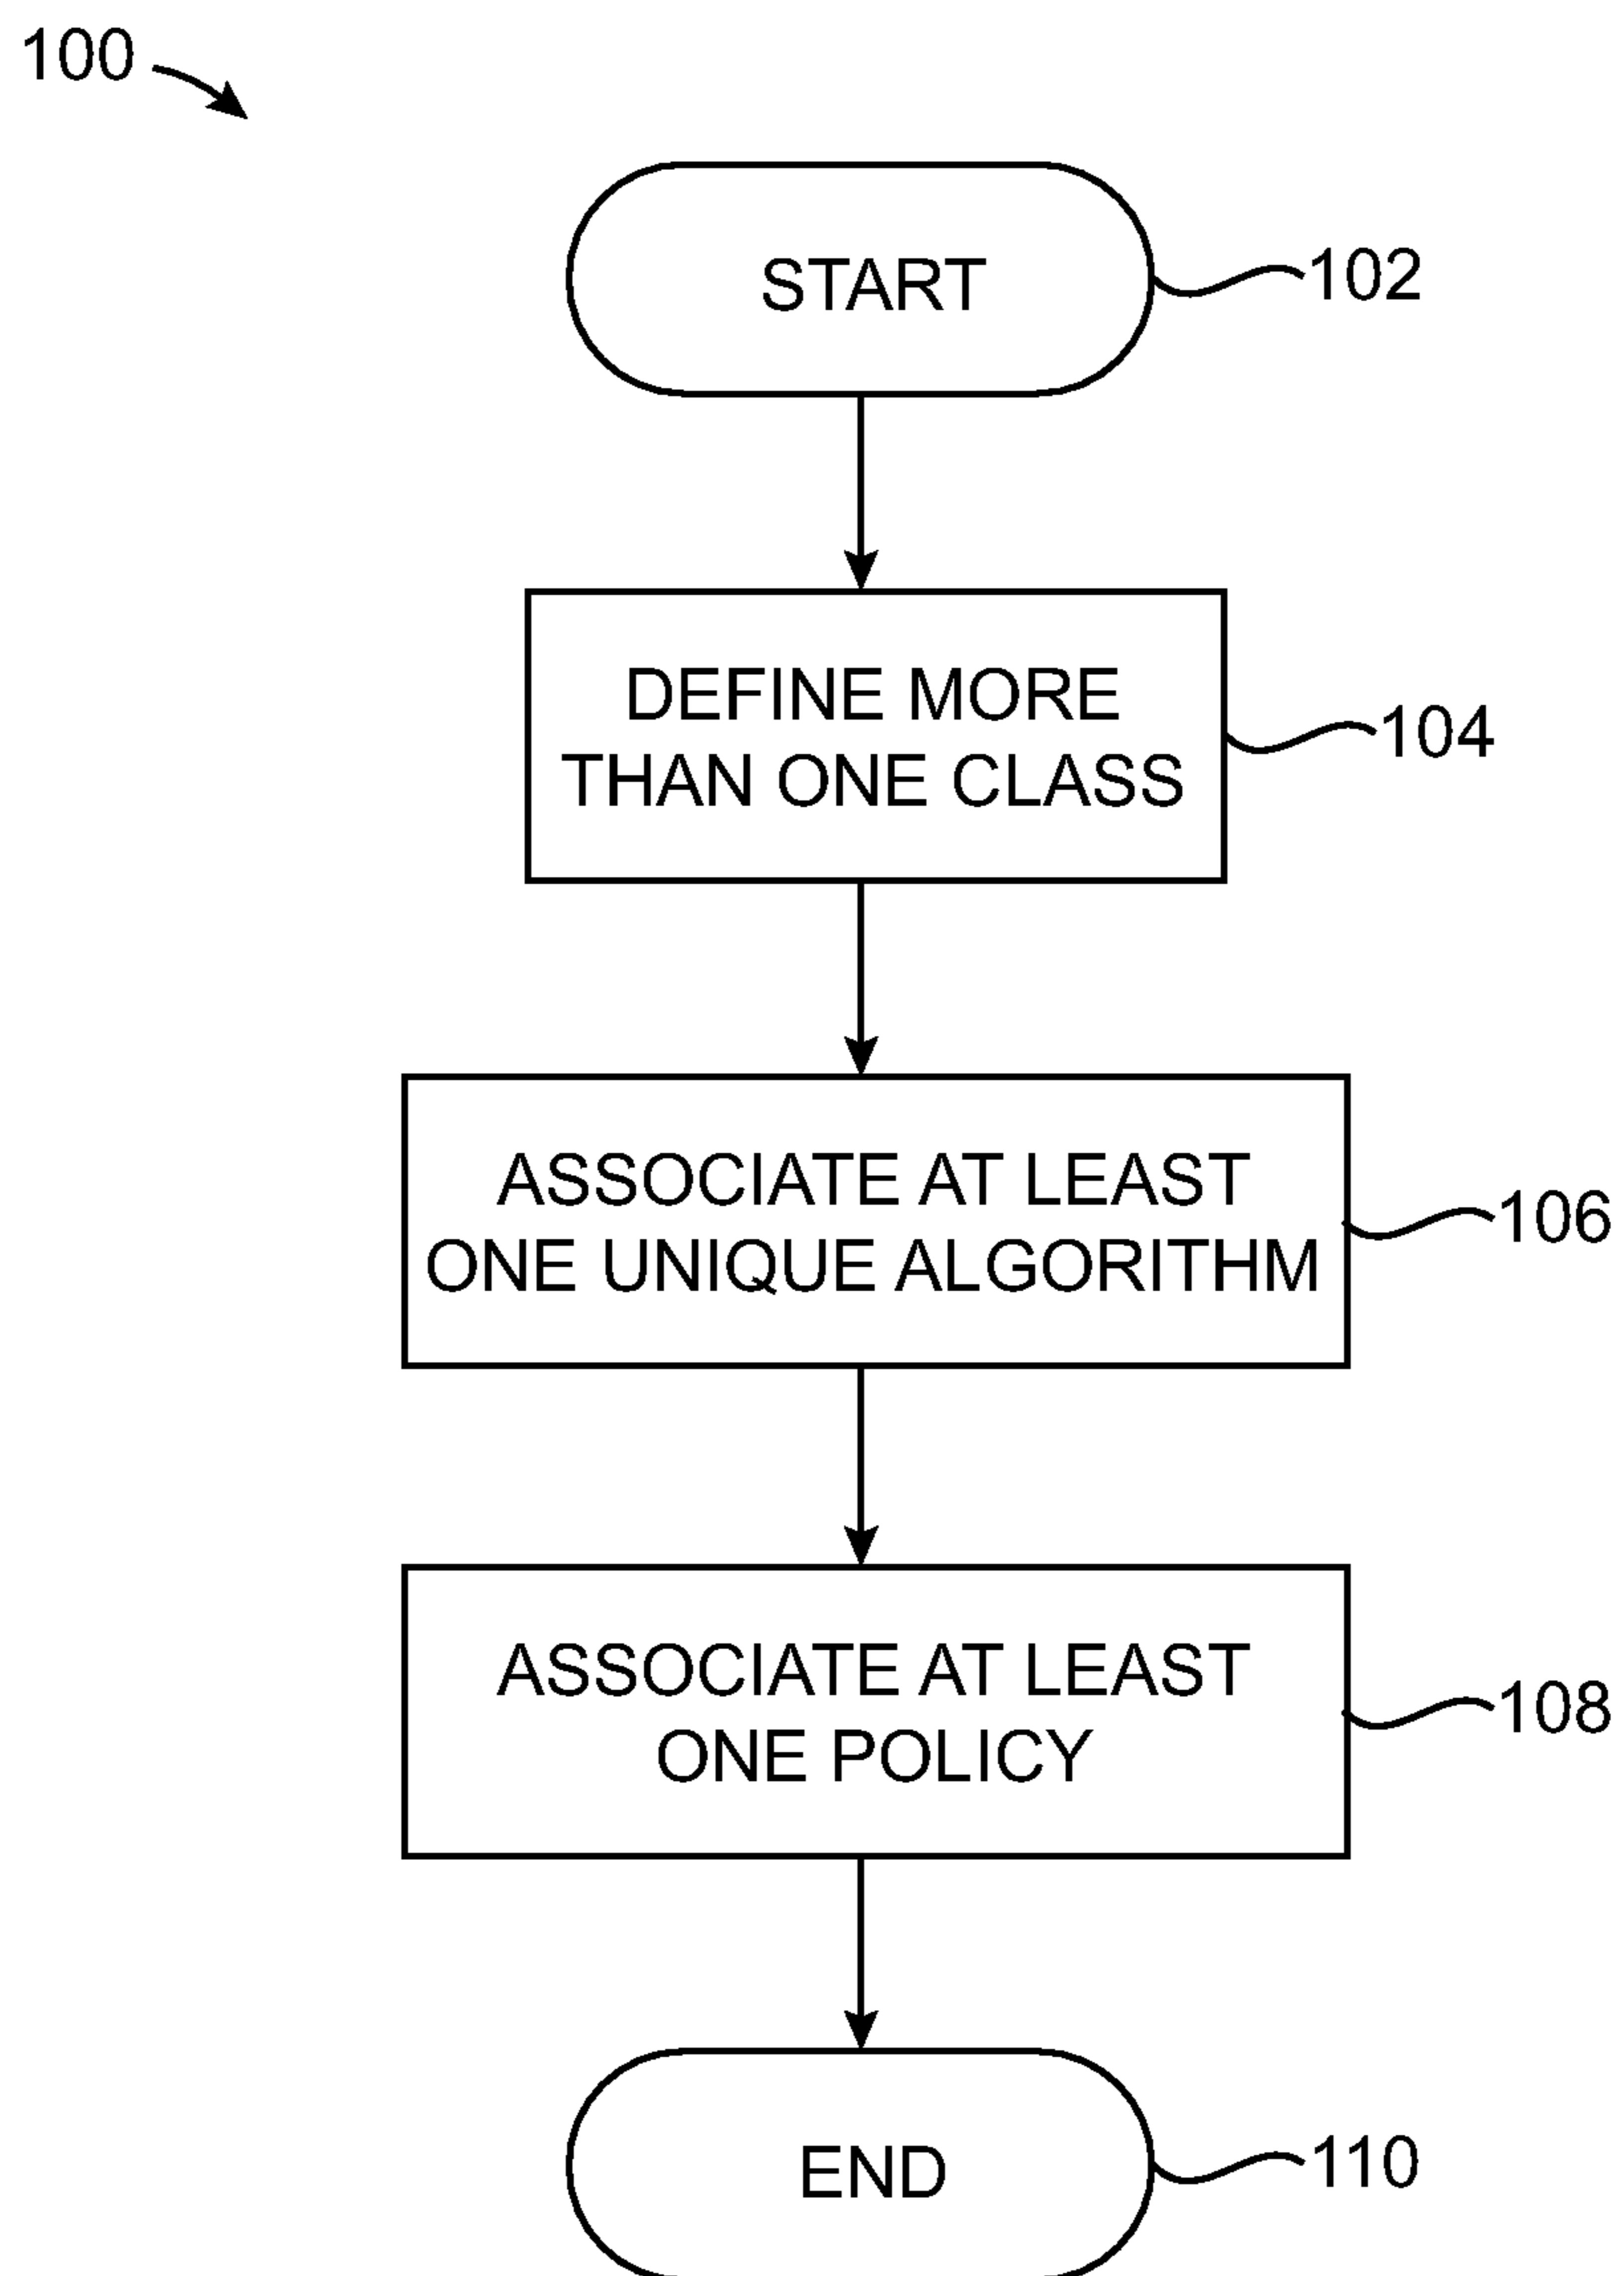 100
START
102
DEFINE MORE
THAN ONE CLASS
104
ASSOCIATE AT LEAST
ONE UNIQUE ALGORITHM
106
ASSOCIATE AT LEAST
ONE POLICY
108
END
110